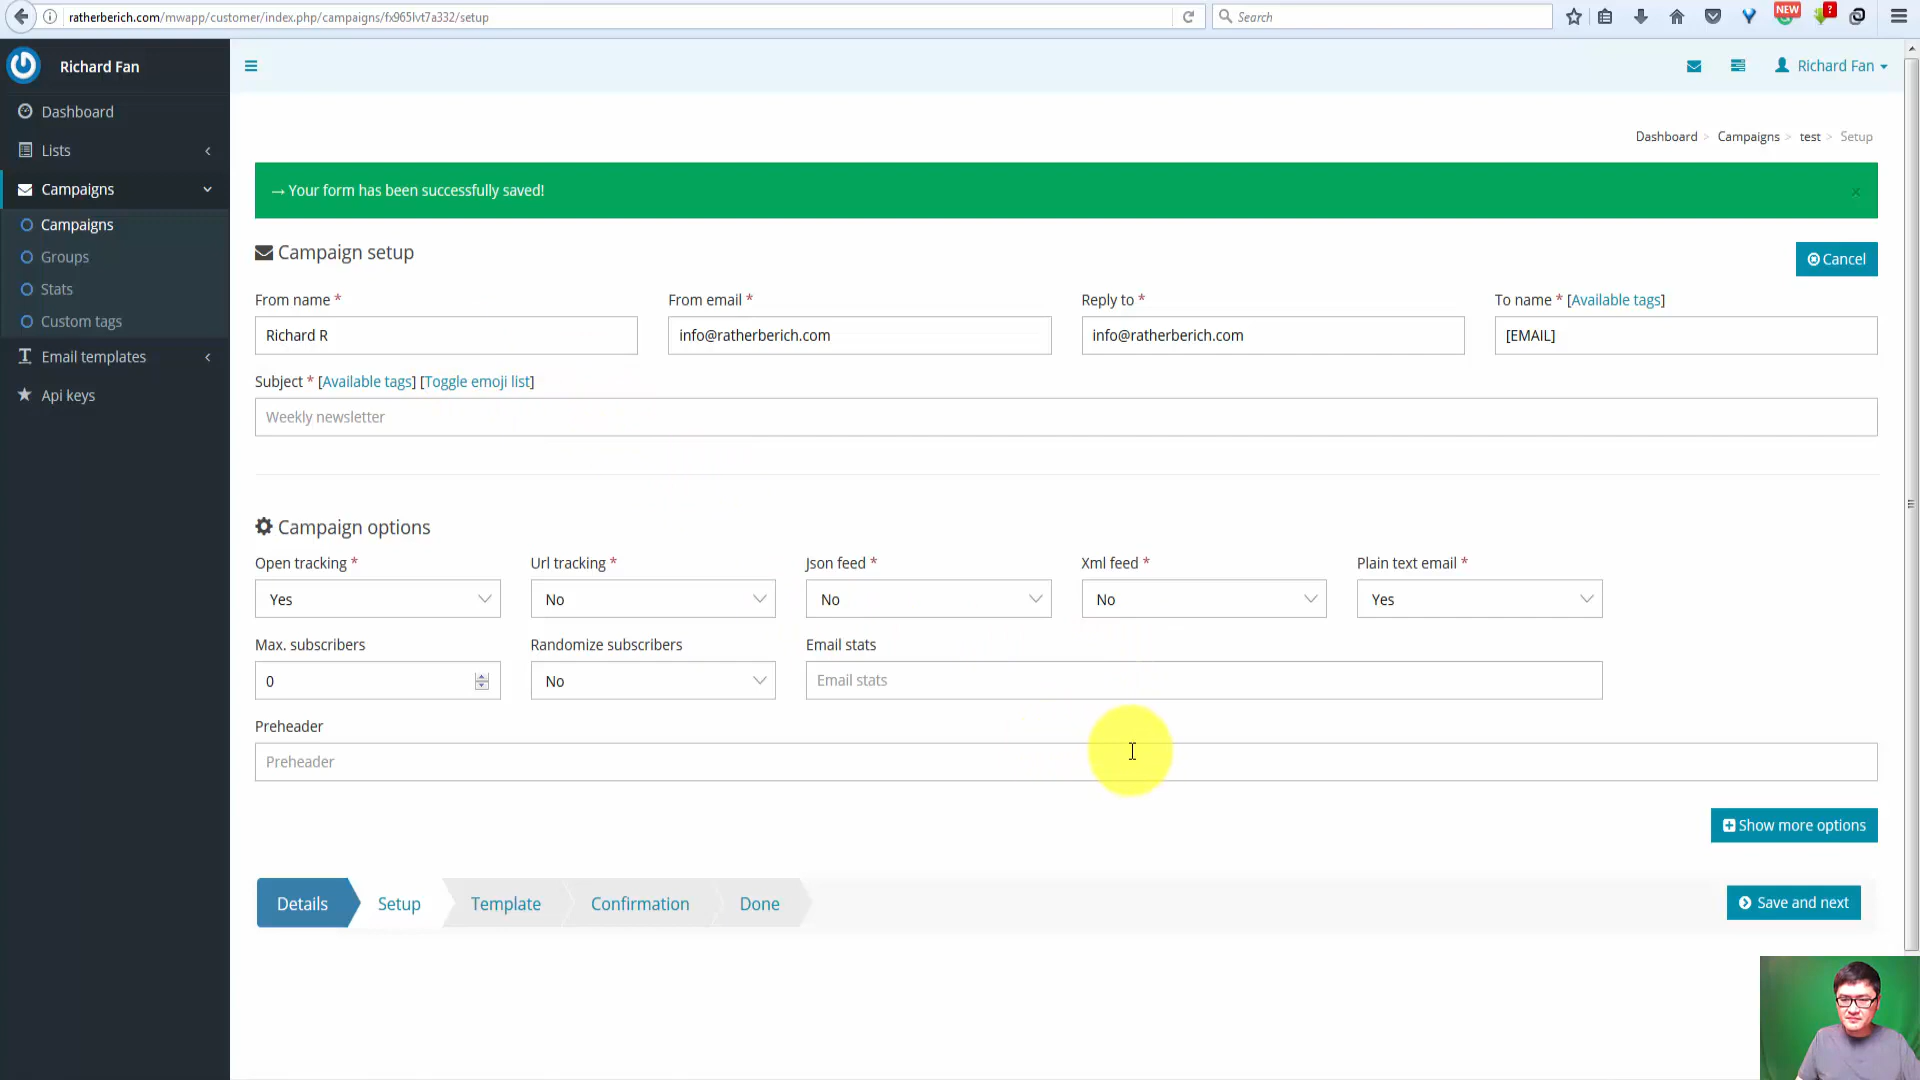 ratherberich.com/mwapp/customer/index.php/campaigns/fx965lvt7a332/setup
Search
NEW
?
Richard Fan
Richard Fan
Dashboard
Lists
Campaigns
Campaigns
Groups
Stats
Custom tags
Email templates
Api keys
Dashboard > Campaigns > test > Setup
→ Your form has been successfully saved!
×
Campaign setup
Cancel
From name * From email * Reply to * To name * [Available tags]
Richard R info@ratherberich.com info@ratherberich.com [EMAIL]
Subject * [Available tags] [Toggle emoji list]
Weekly newsletter
Campaign options
Open tracking * Url tracking * Json feed * Xml feed * Plain text email *
Yes No No No Yes
Max. subscribers Randomize subscribers Email stats
0 No Email stats
Preheader
Preheader
Show more options
Details Setup Template Confirmation Done
Save and next